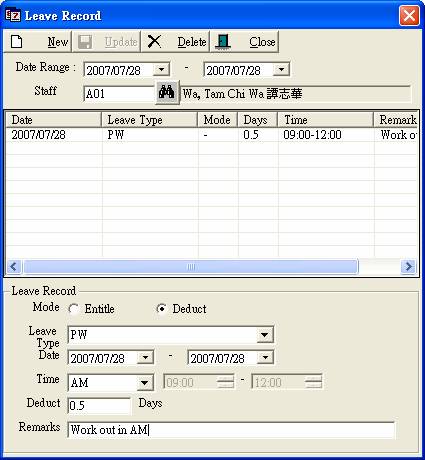 Leave Record
New Update Delete Close
Date Range : 2007/07/28 - 2007/07/28
Staff A01 Wa, Tam Chi Wa 譚志華
Date Leave Type Mode Days Time Remark
2007/07/28 PW - 0.5 09:00-12:00 Work o
Leave Record
Mode Entitle Deduct
Leave Type PW
Date 2007/07/28 - 2007/07/28
Time AM 09:00 - 12:00
Deduct 0.5 Days
Remarks Work out in AM